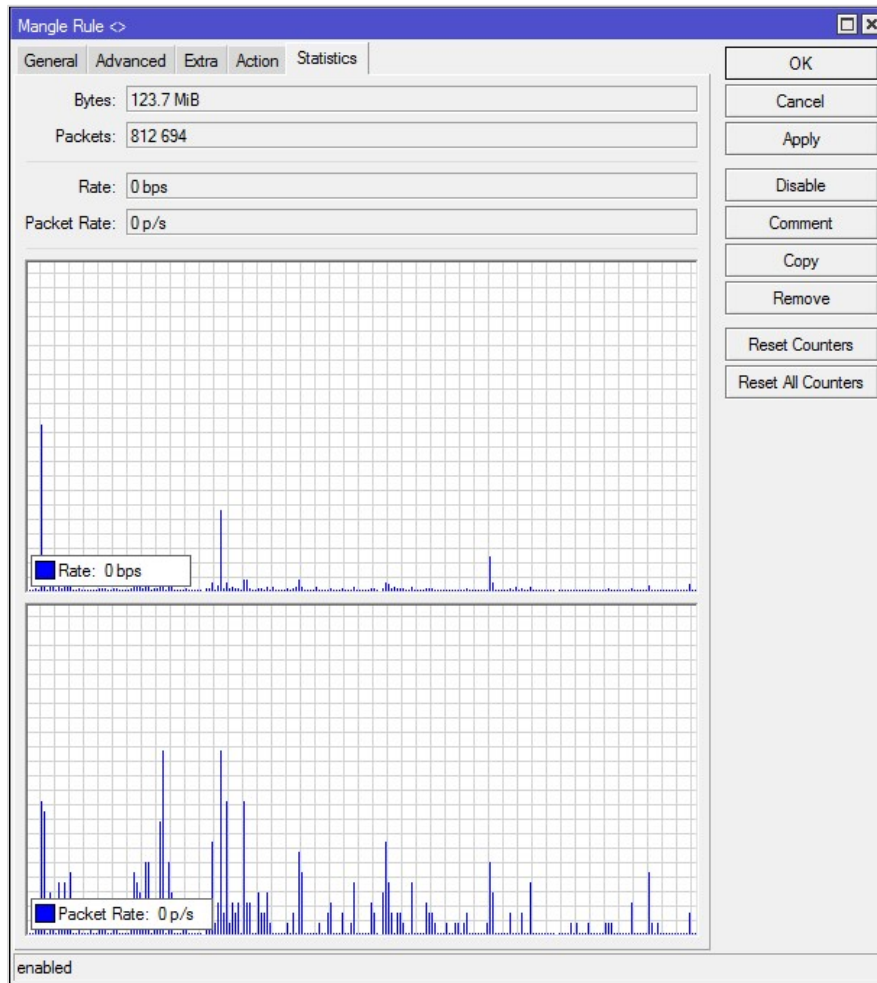 Mangle Rule <>
General Advanced Extra Action Statistics
Bytes: 123.7 MiB
Packets: 812 694
Rate: 0 bps
Packet Rate: 0 p/s
Rate: 0 bps
Packet Rate: 0 p/s
OK
Cancel
Apply
Disable
Comment
Copy
Remove
Reset Counters
Reset All Counters
enabled